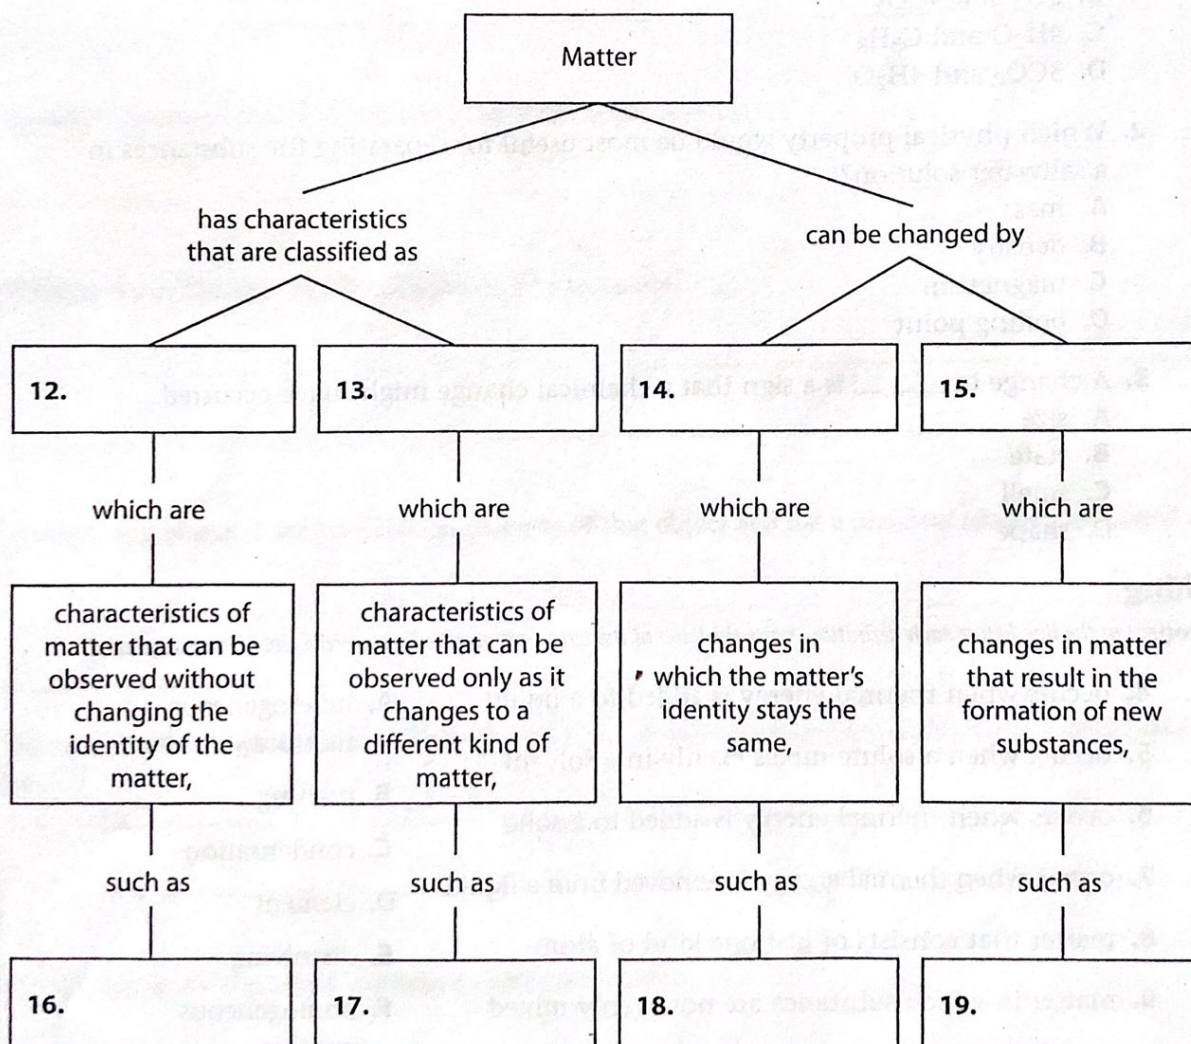 Matter
has characteristics
that are classified as
can be changed by
12.
13.
14.
15.
which are
which are
which are
which are
characteristics of
matter that can be
observed without
changing the
identity of the
matter,
characteristics of
matter that can be
observed only as it
changes to a
different kind of
matter,
changes in
which the matter's
identity stays the
same,
changes in matter
that result in the
formation of new
substances,
such as
such as
such as
such as
16.
17.
18.
19.